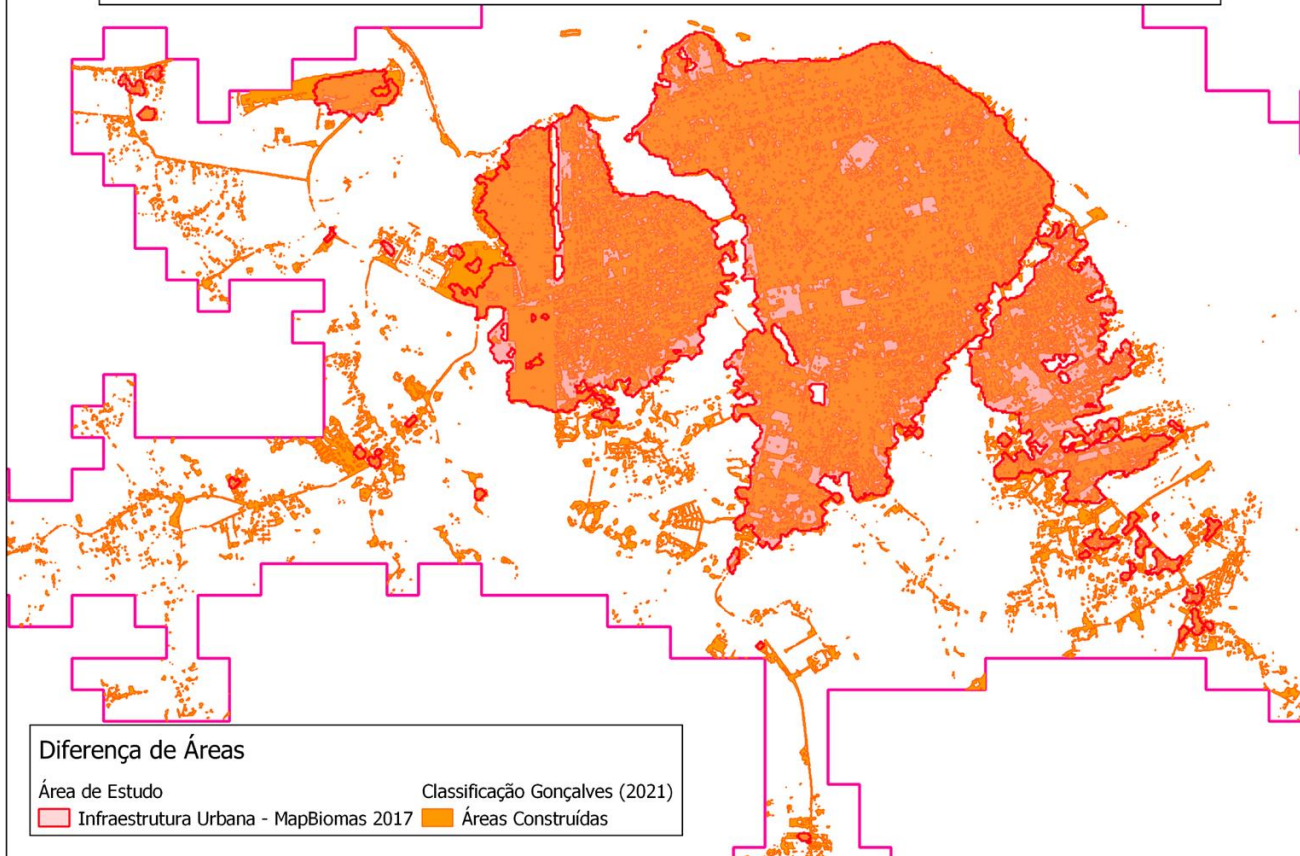 Diferença de Áreas
Área de Estudo
Classificação Gonçalves (2021)
Infraestrutura Urbana - MapBiomas 2017
Áreas Construídas